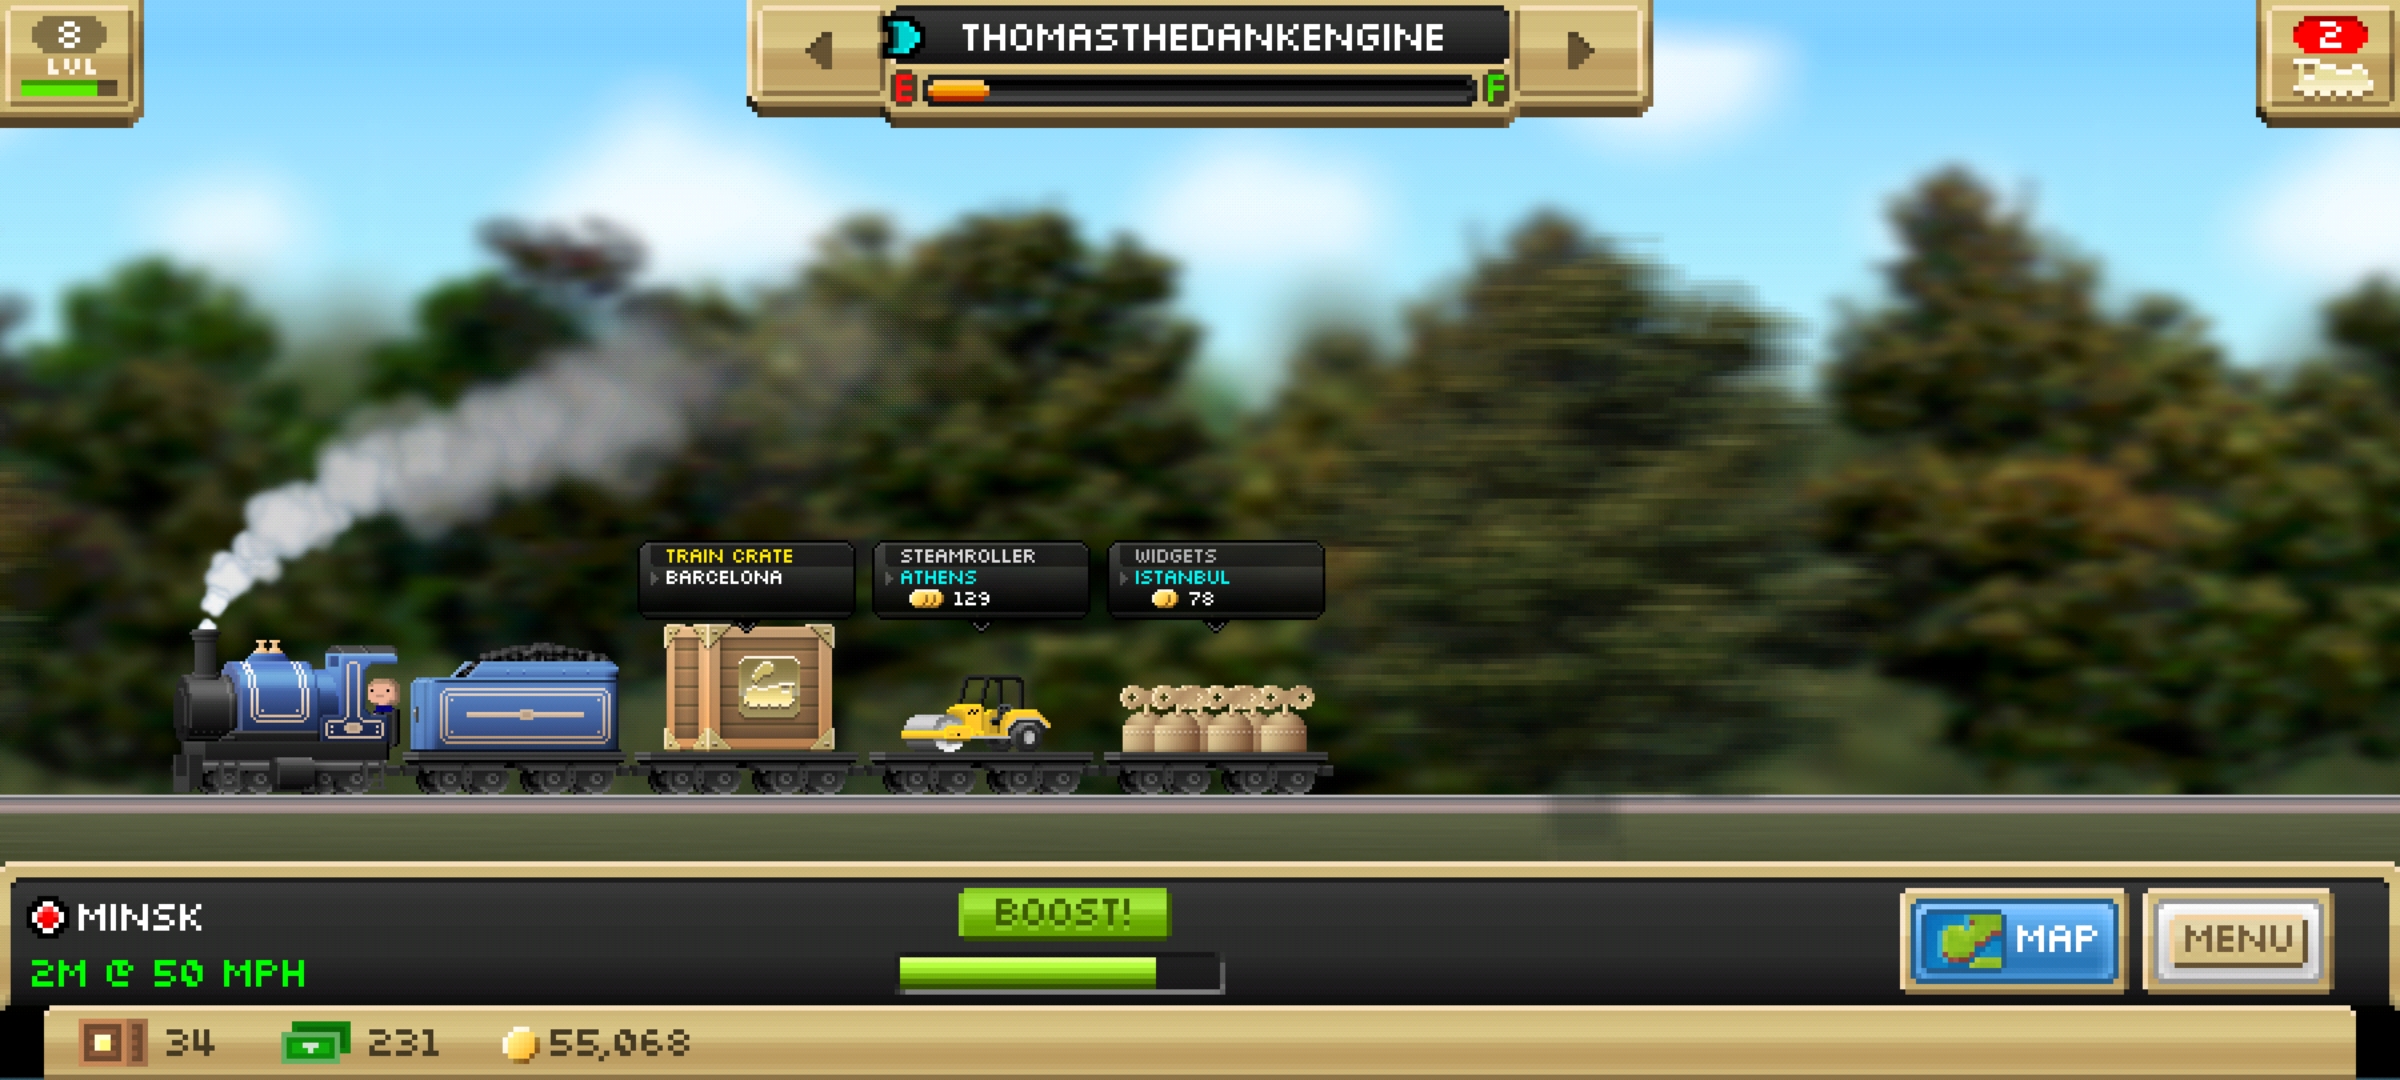 8
LVL
THOMASTHEDANKENGINE
E F
2
TRAIN CRATE
BARCELONA
STEAMROLLER
ATHENS
129
WIDGETS
ISTANBUL
78
MINSK
2M @ 50 MPH
BOOST!
MAP
MENU
34
231
55,068